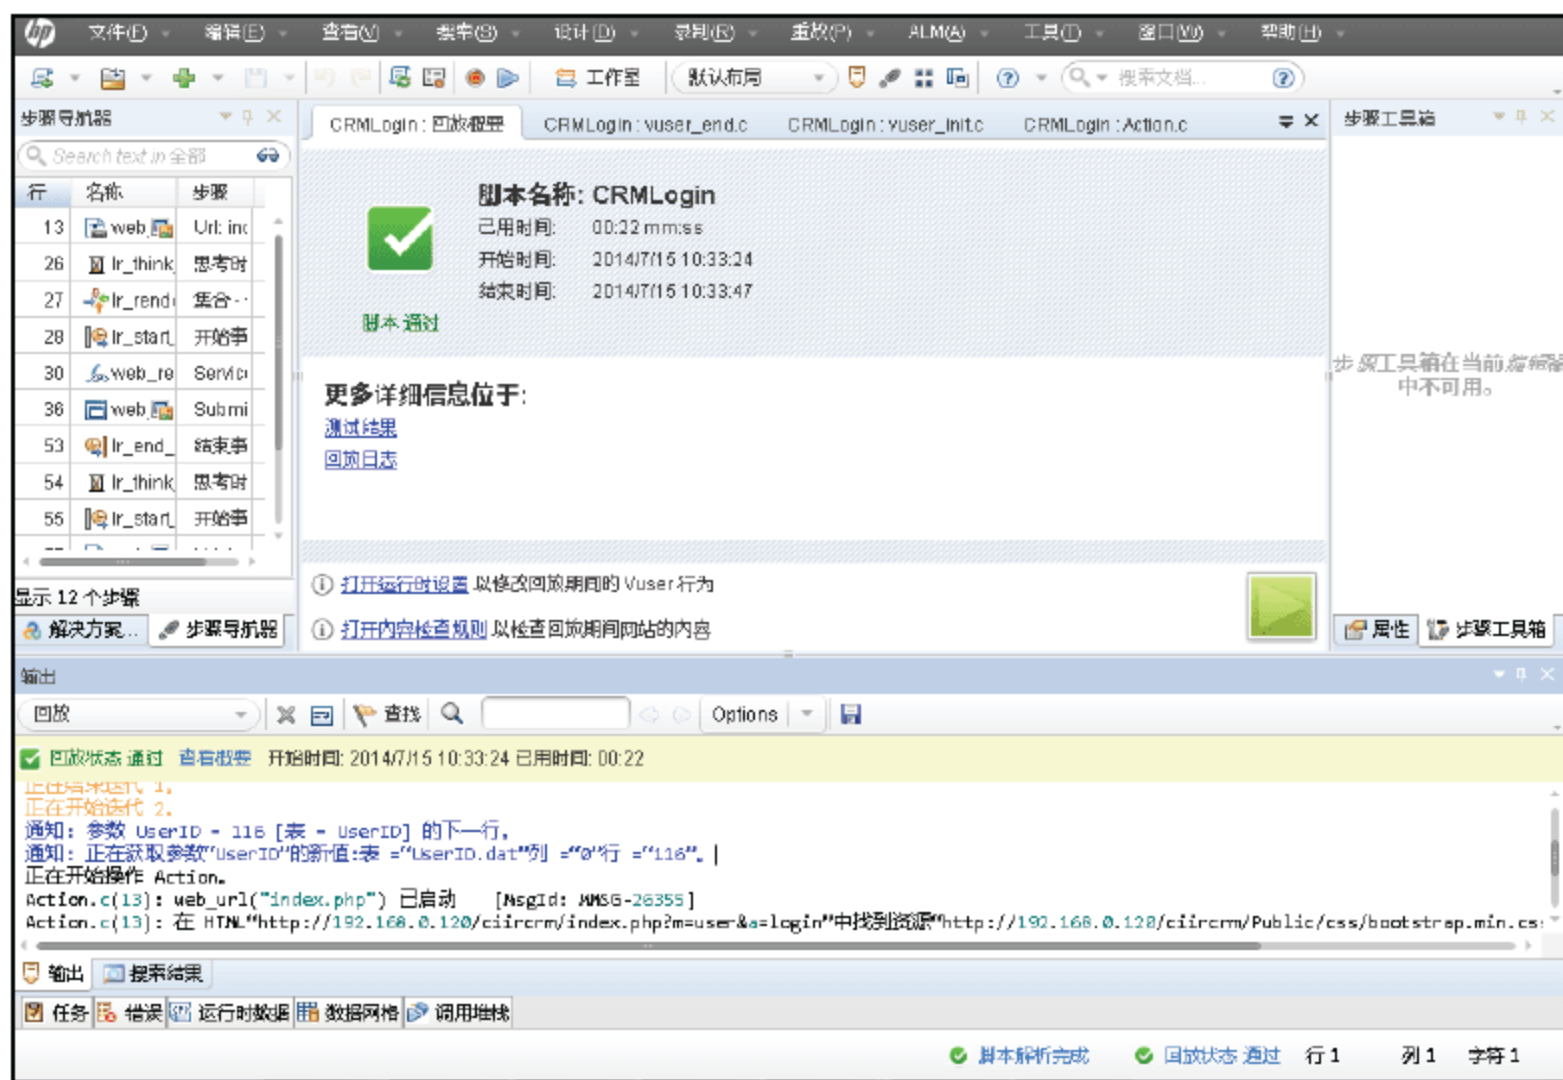 hp 文件(F) 编辑(E) 查看(V) 搜索(S) 设计(D) 录制(R) 重放(P) ALM(A) 工具(T) 窗口(W) 帮助(H)
工作室 默认布局 搜索文档...
步骤导航器
CRMLogin : 回放概要 CRMLogin : vuser_end.c CRMLogin : vuser_init.c CRMLogin : Action.c
步骤工具箱
Search text in 全部
行 名称 步骤
13 web_ Url: inc
26 lr_think_ 思考时
27 lr_rend 集合 - ·
28 lr_start_ 开始事
30 web_re Servic
36 web_ Submi
53 lr_end_ 结束事
54 lr_think_ 思考时
55 lr_start_ 开始事
显示 12 个步骤
解决方案... 步骤导航器
脚本名称: CRMLogin
已用时间: 00:22 mm:ss
开始时间: 2014/7/15 10:33:24
结束时间: 2014/7/15 10:33:47
脚本 通过
更多详细信息位于:
测试结果
回放日志
打开运行时设置 以修改回放期间的 Vuser 行为
打开内容检查规则 以检查回放期间网站的内容
步骤工具箱在当前编辑器
中不可用。
属性 步骤工具箱
输出
回放 查找 Options
回放状态 通过 查看概要 开始时间: 2014/7/15 10:33:24 已用时间: 00:22
正在结束迭代 1。
正在开始迭代 2。
通知: 参数 UserID = 116 [表 = UserID] 的下一行。
通知: 正在获取参数“UserID”的新值:表 =“UserID.dat”列 =“0”行 =“116”。
正在开始操作 Action。
Action.c(13): web_url("index.php") 已启动 [MsgId: MMSG-26355]
Action.c(13): 在 HTML“http://192.168.0.120/ciircrm/index.php?m=user&a=login”中找到资源“http://192.168.0.120/ciircrm/Public/css/bootstrap.min.cs
输出 搜索结果
任务 错误 运行时数据 数据网格 调用堆栈
脚本解析完成 回放状态 通过 行 1 列 1 字符 1